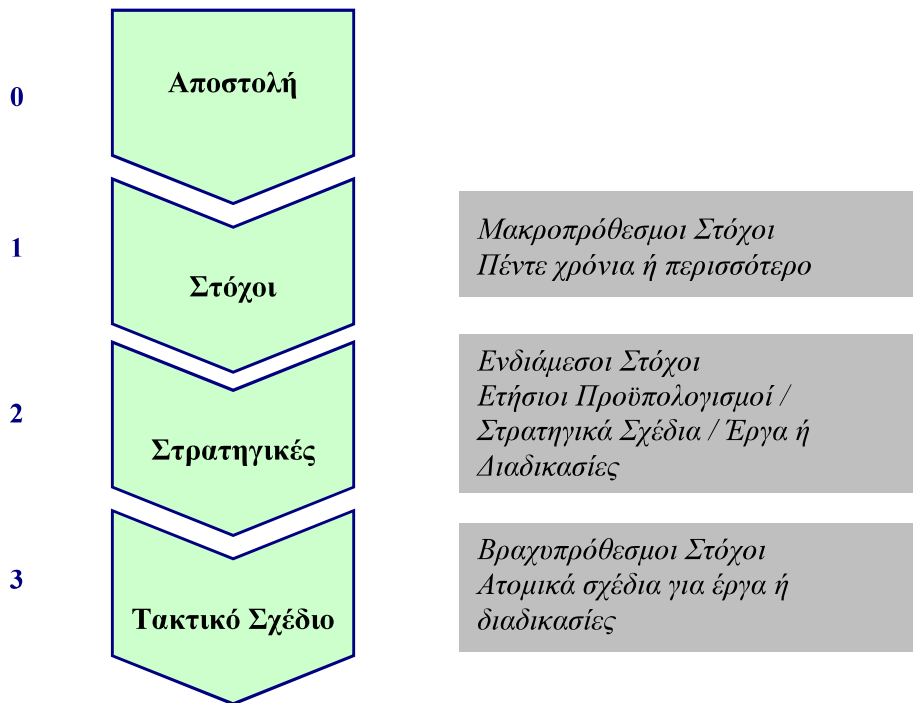 0
Αποστολή
1
Στόχοι
Μακροπρόθεσμοι Στόχοι
Πέντε χρόνια ή περισσότερο
2
Στρατηγικές
Ενδιάμεσοι Στόχοι
Ετήσιοι Προϋπολογισμοί /
Στρατηγικά Σχέδια / Έργα ή
Διαδικασίες
3
Τακτικό Σχέδιο
Βραχυπρόθεσμοι Στόχοι
Ατομικά σχέδια για έργα ή
διαδικασίες